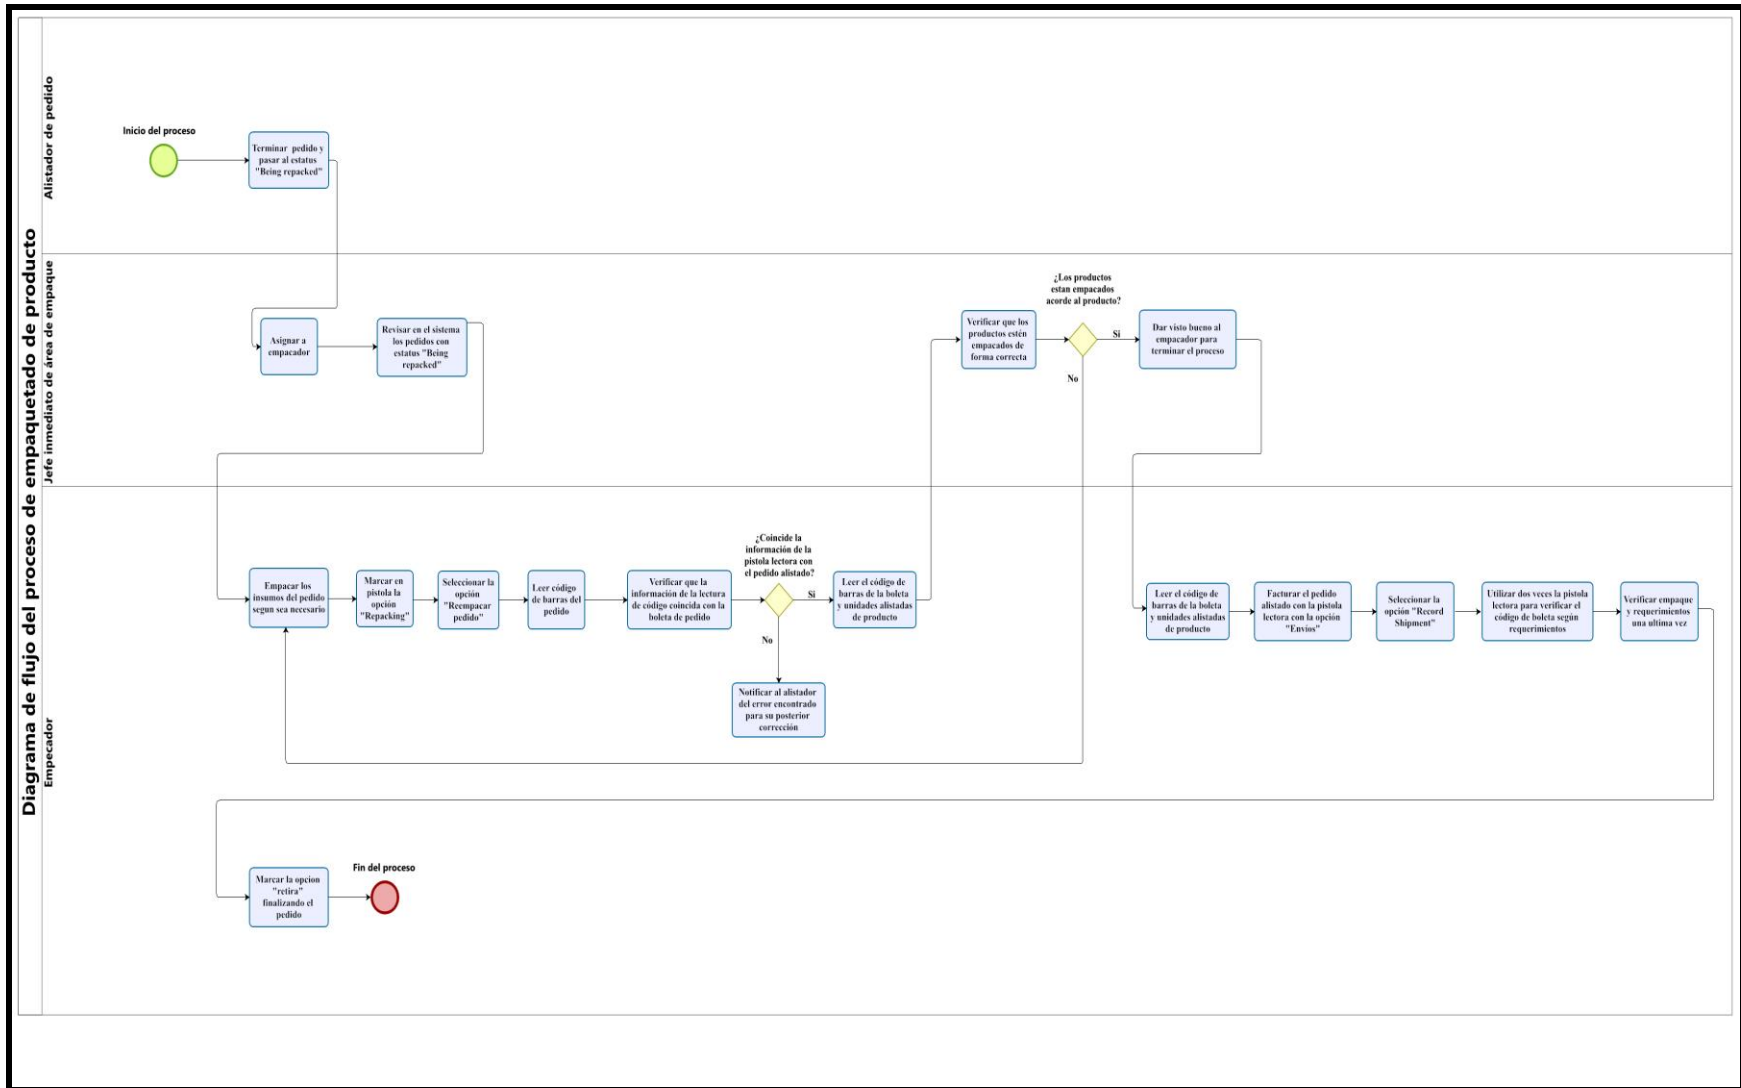 Diagrama de flujo del proceso de empaquetado de producto
Alistador de pedido
Inicio del proceso
Terminar pedido y
pasar al estatus
"Being repacked"
Jefe inmediato de área de empaque
Asignar a
empacador
Revisar en el sistema
los pedidos con
estatus "Being
repacked"
Verificar que los
productos estén
empacados de
forma correcta
¿Los productos
estan empacados
acorde al producto?
Si
No
Dar visto bueno al
empacador para
terminar el proceso
Empecador
Empacar los
insumos del pedido
segun sea necesario
Marcar en
pistola la
opción
"Repacking"
Seleccionar la
opción
"Reempacar
pedido"
Leer código
de barras del
pedido
Verificar que la
información de la lectura
de código coincida con la
boleta de pedido
¿Coincide la
información de la
pistola lectora con
el pedido alistado?
Si
No
Leer el código de
barras de la boleta
y unidades alistadas
de producto
Notificar al alistador
del error encontrado
para su posterior
corrección
Leer el código de
barras de la boleta
y unidades alistadas
de producto
Facturar el pedido
alistado con la pistola
lectora con la opción
"Envíos"
Seleccionar la
opción "Record
Shipment"
Utilizar dos veces la pistola
lectora para verificar el
código de boleta según
requerimientos
Verificar empaque
y requerimientos
una ultima vez
Marcar la opcion
"retira"
finalizando el
pedido
Fin del proceso